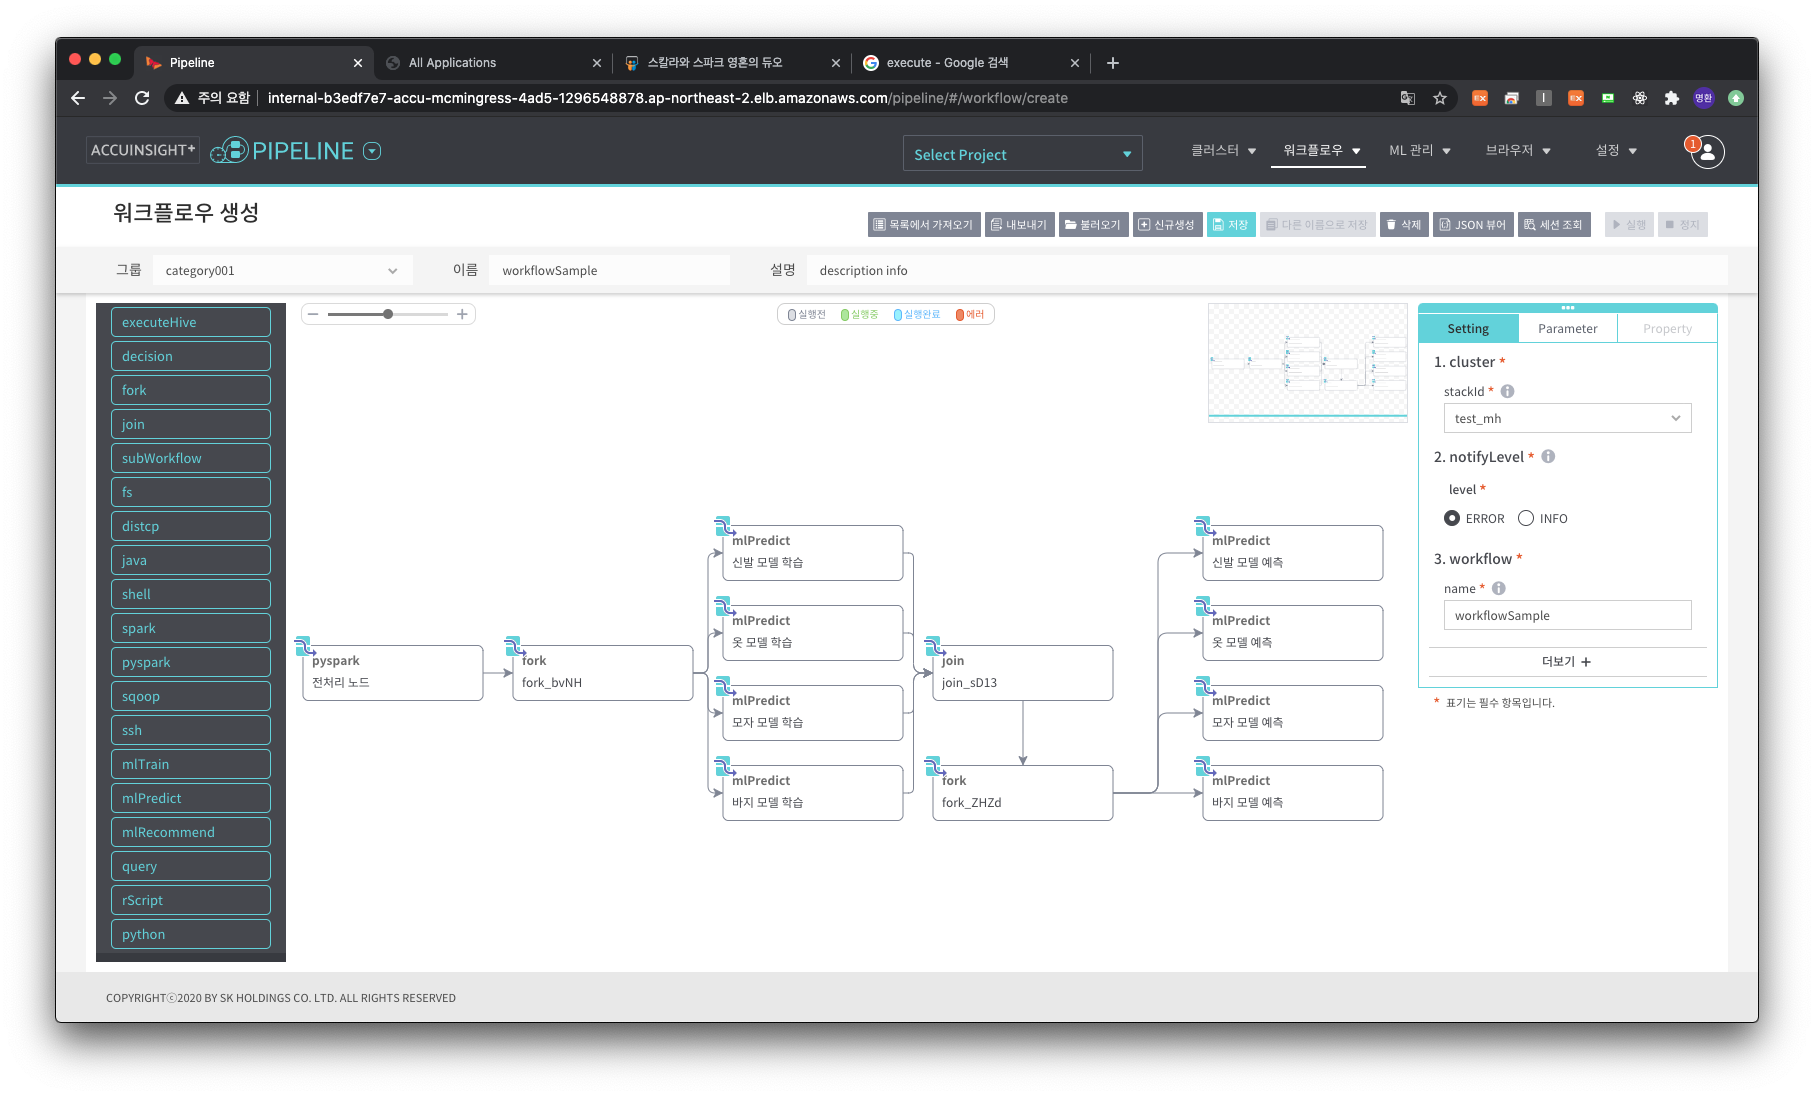 Pipeline
All Applications
스칼라와 스파크 영혼의 듀오
execute - Google 검색
주의 요함
internal-b3edf7e7-accu-mcmingress-4ad5-1296548878.ap-northeast-2.elb.amazonaws.com/pipeline/#/workflow/create
EX
I
EX
명환
ACCUINSIGHT+
PIPELINE
Select Project
클러스터
워크플로우
ML 관리
브라우저
설정
1
워크플로우 생성
목록에서 가져오기
내보내기
불러오기
신규생성
저장
다른 이름으로 저장
삭제
JSON 뷰어
세션 조회
실행
정지
그룹
category001
이름
workflowSample
설명
description info
executeHive
decision
fork
join
subWorkflow
fs
distcp
java
shell
spark
pyspark
sqoop
ssh
mlTrain
mlPredict
mlRecommend
query
rScript
python
실행전
실행중
실행완료
에러
pyspark
전처리 노드
fork
fork_bvNH
mlPredict
신발 모델 학습
mlPredict
옷 모델 학습
mlPredict
모자 모델 학습
mlPredict
바지 모델 학습
join
join_sD13
fork
fork_ZHZd
mlPredict
신발 모델 예측
mlPredict
옷 모델 예측
mlPredict
모자 모델 예측
mlPredict
바지 모델 예측
Setting
Parameter
Property
1. cluster *
stackId *
test_mh
2. notifyLevel *
level *
ERROR
INFO
3. workflow *
name *
workflowSample
더보기 +
* 표기는 필수 항목입니다.
COPYRIGHTⓒ2020 BY SK HOLDINGS CO. LTD. ALL RIGHTS RESERVED